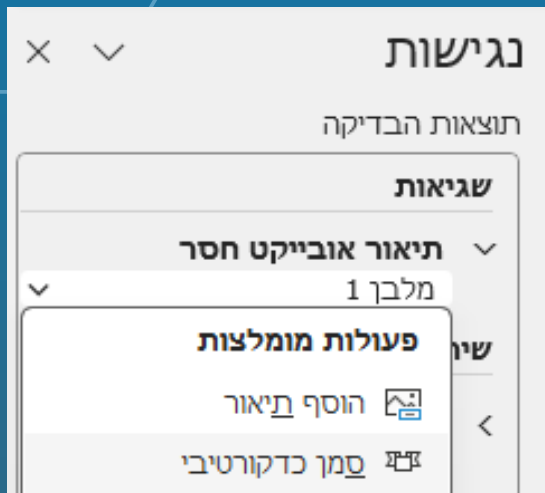 נגישות
תוצאות הבדיקה
שגיאות
תיאור אובייקט חסר
מלבן 1
פעולות מומלצות
הוסף תיאור
סמן כדקורטיבי